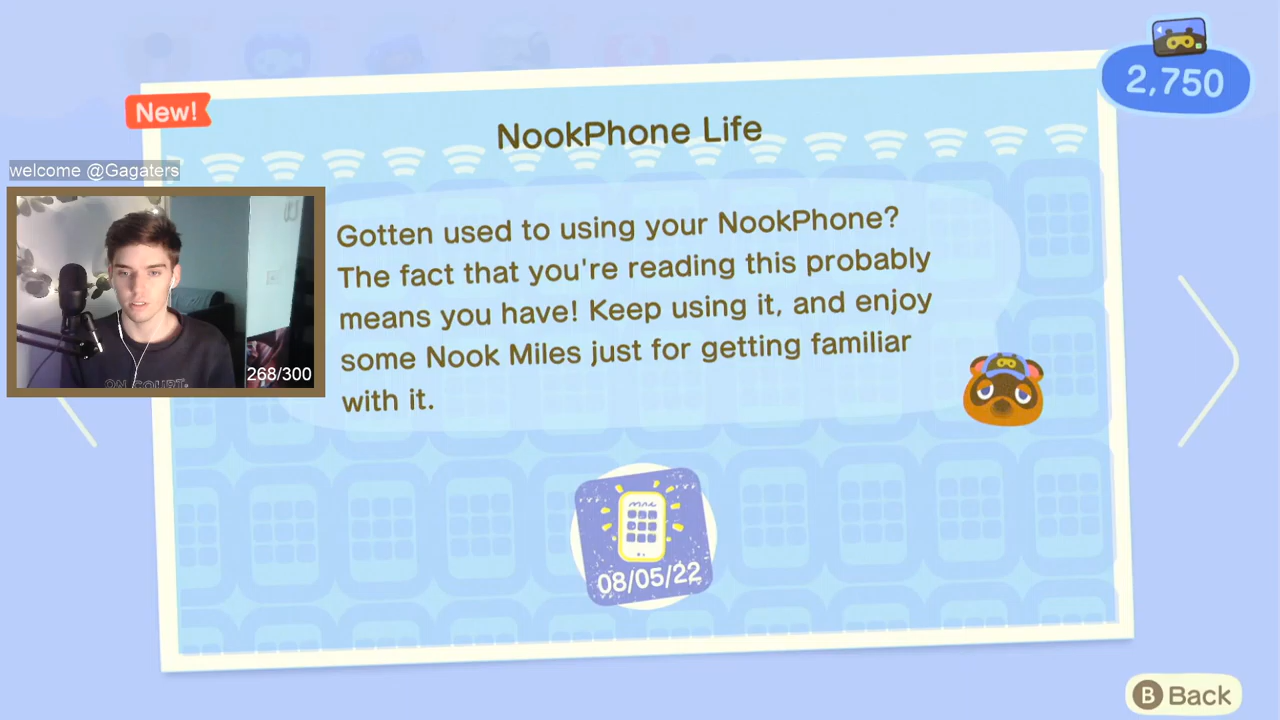 2,750
New!
NookPhone Life
welcome @Gagaters
Gotten used to using your NookPhone?
The fact that you're reading this probably
means you have! Keep using it, and enjoy
some Nook Miles just for getting familiar
with it.
ON COURT:
268/300
08/05/22
B Back